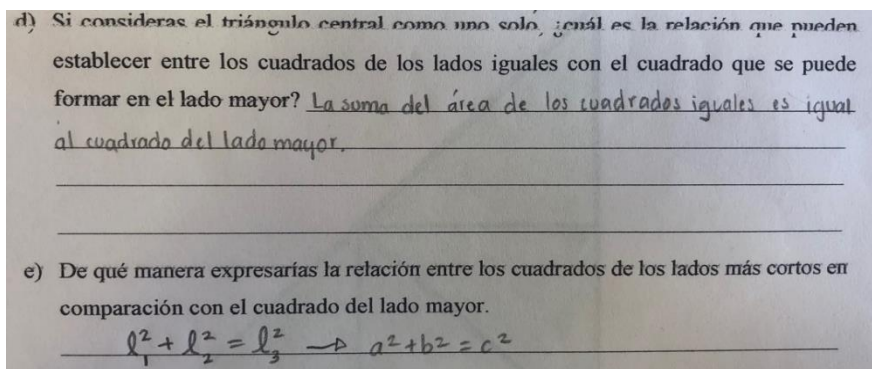 d) Si consideras el triángulo central como uno solo, ¿cuál es la relación que pueden
establecer entre los cuadrados de los lados iguales con el cuadrado que se puede
formar en el lado mayor? La suma del área de los cuadrados iguales es igual
al cuadrado del lado mayor.
e) De qué manera expresarías la relación entre los cuadrados de los lados más cortos en
comparación con el cuadrado del lado mayor.
l₁² + l₂² = l₃² → a² + b² = c²